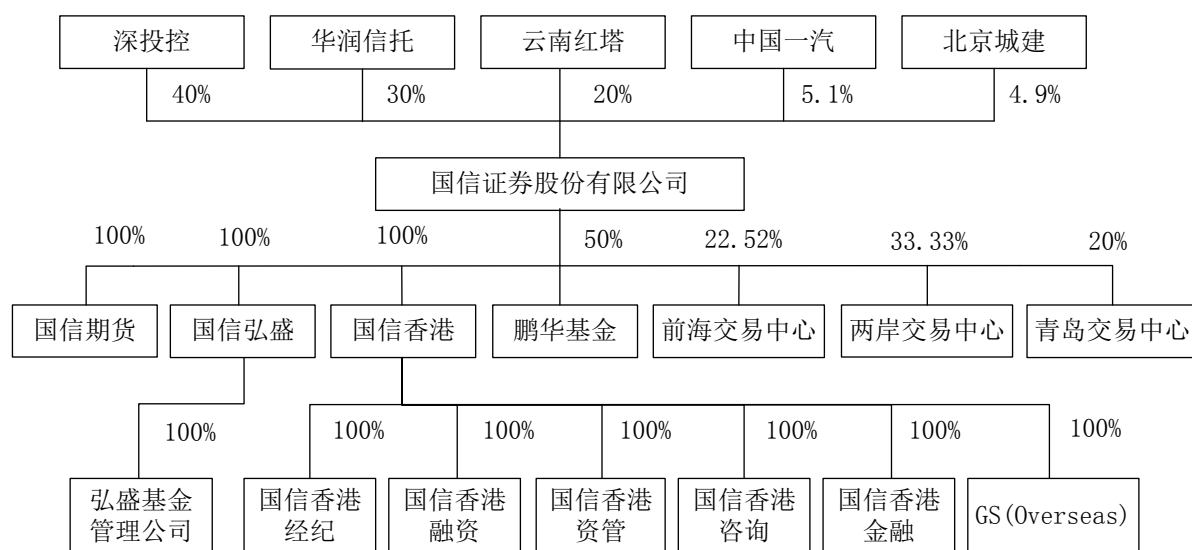 深投控
华润信托
云南红塔
中国一汽
北京城建
40%
30%
20%
5.1%
4.9%
国信证券股份有限公司
100%
100%
100%
50%
22.52%
33.33%
20%
国信期货
国信弘盛
国信香港
鹏华基金
前海交易中心
两岸交易中心
青岛交易中心
100%
100%
100%
100%
100%
100%
100%
弘盛基金
管理公司
国信香港
经纪
国信香港
融资
国信香港
资管
国信香港
咨询
国信香港
金融
GS(Overseas)